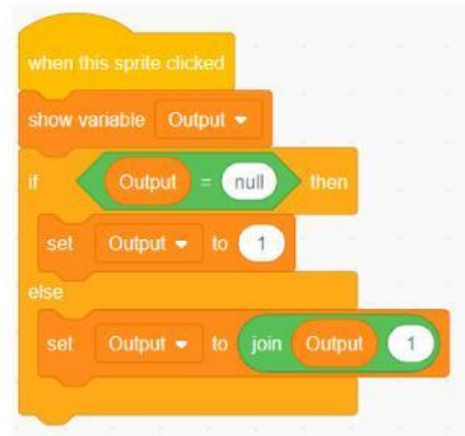 when this sprite clicked
show variable Output
if Output = null then
set Output to 1
else
set Output to join Output 1